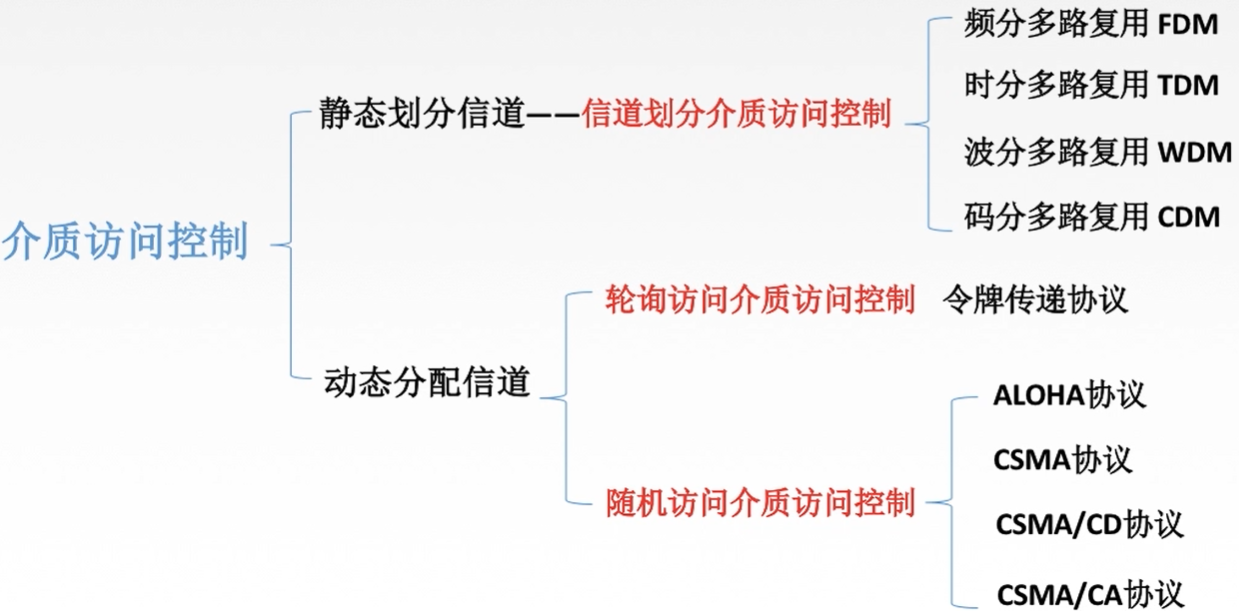 介质访问控制
静态划分信道——信道划分介质访问控制
频分多路复用 FDM
时分多路复用 TDM
波分多路复用 WDM
码分多路复用 CDM
动态分配信道
轮询访问介质访问控制 令牌传递协议
随机访问介质访问控制
ALOHA协议
CSMA协议
CSMA/CD协议
CSMA/CA协议